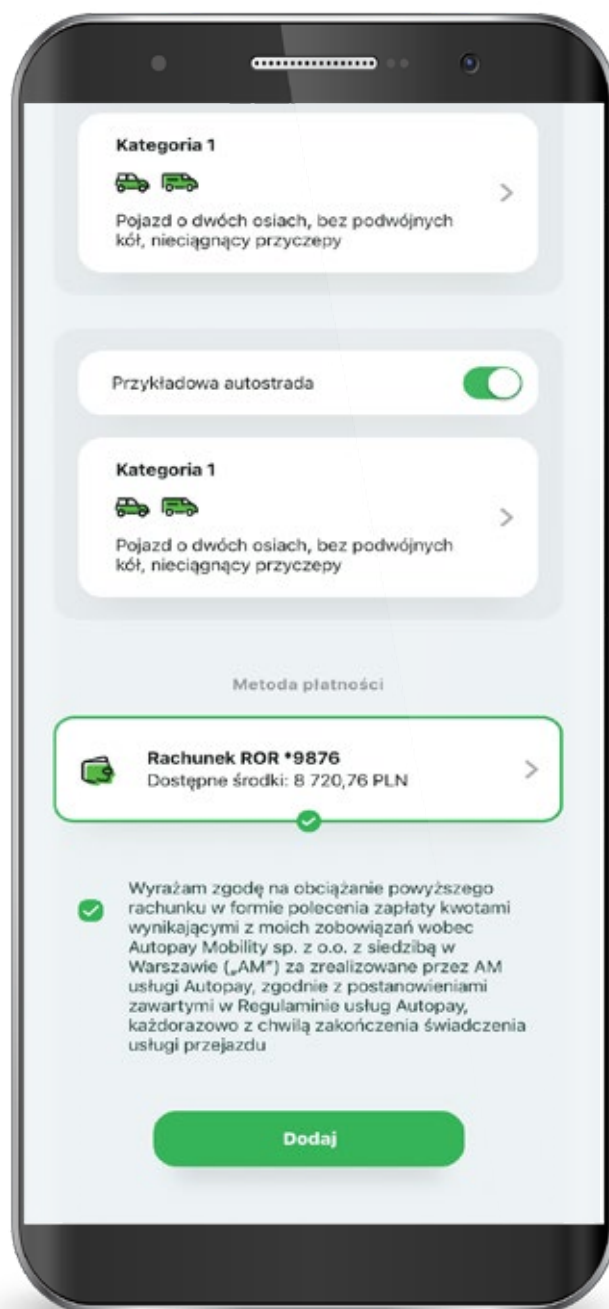 Kategoria 1
Pojazd o dwóch osiach, bez podwójnych
kół, nieciągnący przyczepy
Przykładowa autostrada
Kategoria 1
Pojazd o dwóch osiach, bez podwójnych
kół, nieciągnący przyczepy
Metoda płatności
Rachunek ROR *9876
Dostępne środki: 8 720,76 PLN
Wyrażam zgodę na obciążanie powyższego
rachunku w formie polecenia zapłaty kwotami
wynikającymi z moich zobowiązań wobec
Autopay Mobility sp. z o.o. z siedzibą w
Warszawie („AM”) za zrealizowane przez AM
usługi Autopay, zgodnie z postanowieniami
zawartymi w Regulaminie usług Autopay,
każdorazowo z chwilą zakończenia świadczenia
usługi przejazdu
Dodaj